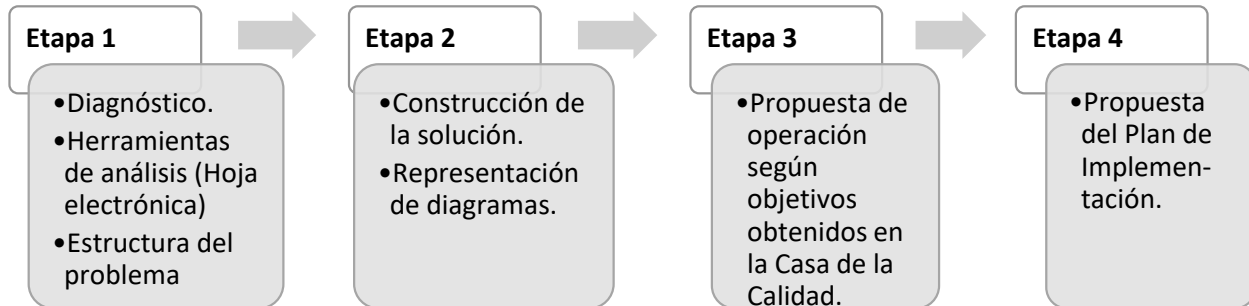 Etapa 1
•Diagnóstico.
•Herramientas
de análisis (Hoja
electrónica)
•Estructura del
problema
Etapa 2
•Construcción de
la solución.
•Representación
de diagramas.
Etapa 3
•Propuesta de
operación
según
objetivos
obtenidos en
la Casa de la
Calidad.
Etapa 4
•Propuesta
del Plan de
Implemen-
tación.